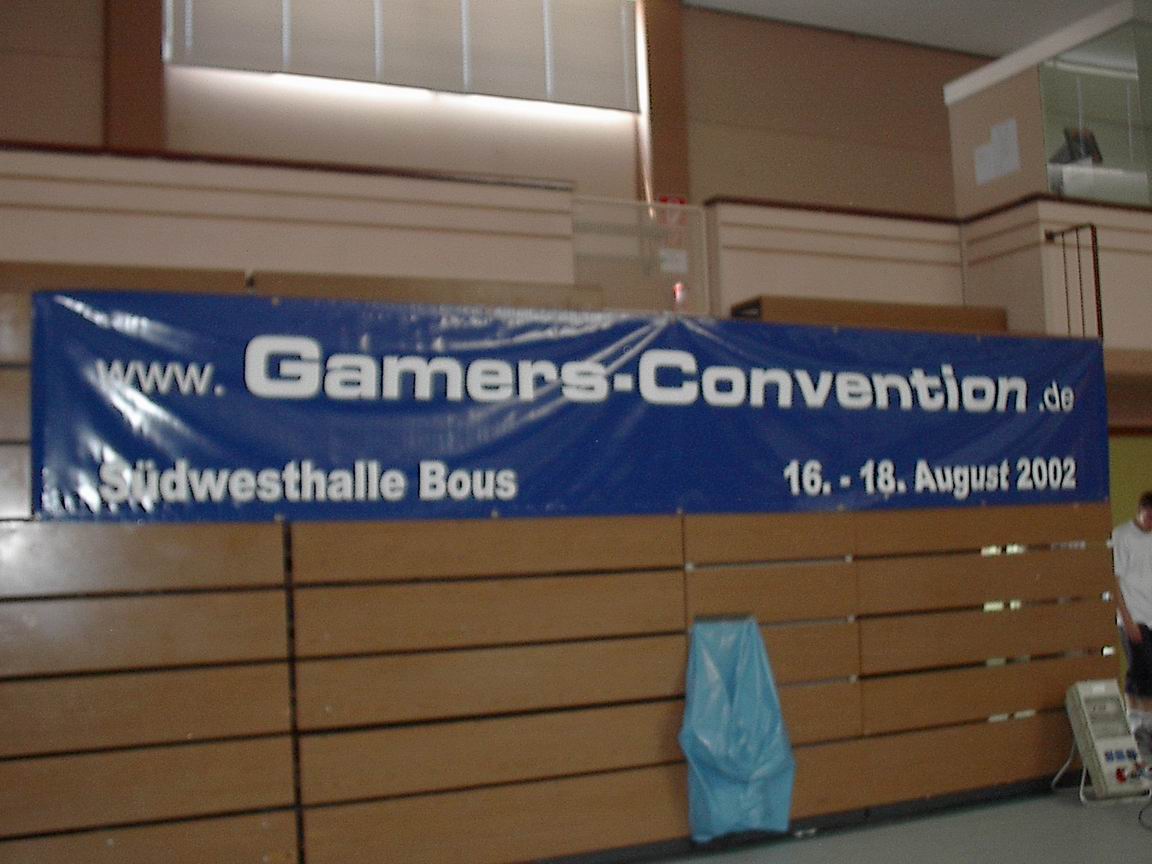 www. Gamers-Convention .de
Südwesthalle Bous
16. - 18. August 2002